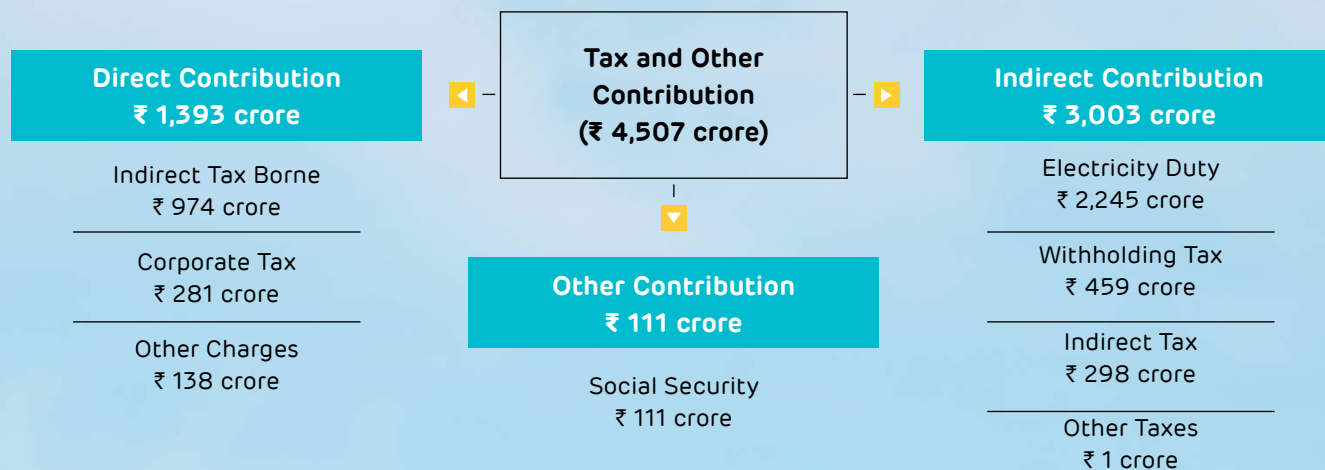 Tax and Other
Contribution
(₹ 4,507 crore)
Direct Contribution
₹ 1,393 crore
Indirect Tax Borne
₹ 974 crore
Corporate Tax
₹ 281 crore
Other Charges
₹ 138 crore
Other Contribution
₹ 111 crore
Social Security
₹ 111 crore
Indirect Contribution
₹ 3,003 crore
Electricity Duty
₹ 2,245 crore
Withholding Tax
₹ 459 crore
Indirect Tax
₹ 298 crore
Other Taxes
₹ 1 crore